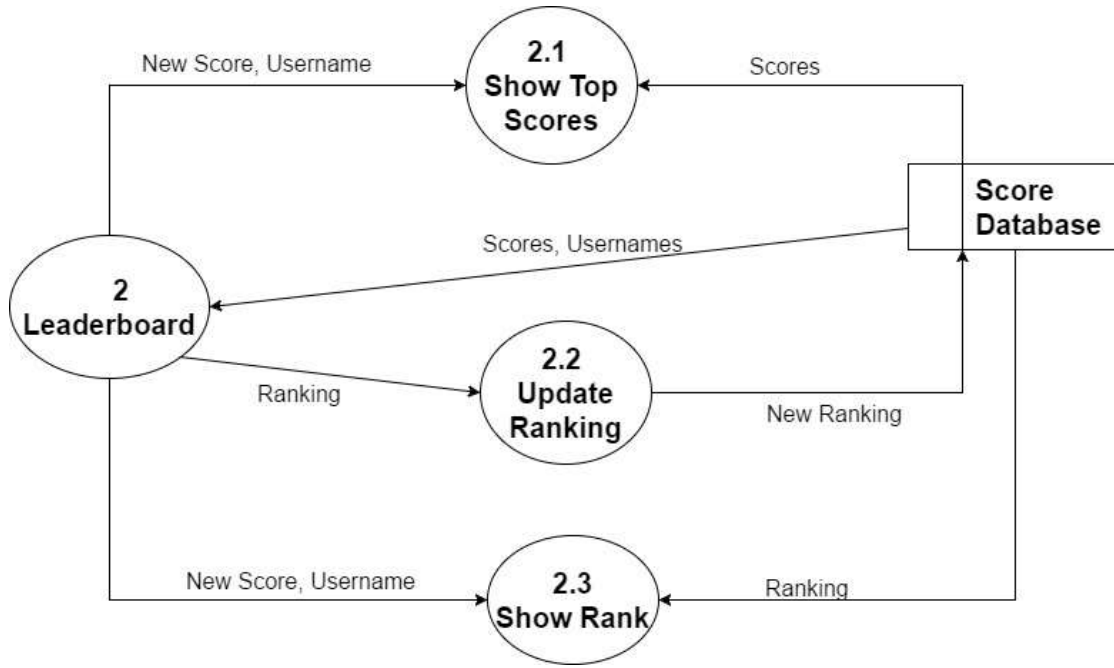 2.1
Show Top
Scores
New Score, Username
Scores
Score
Database
Scores, Usernames
2
Leaderboard
2.2
Update
Ranking
Ranking
New Ranking
2.3
Show Rank
New Score, Username
Ranking